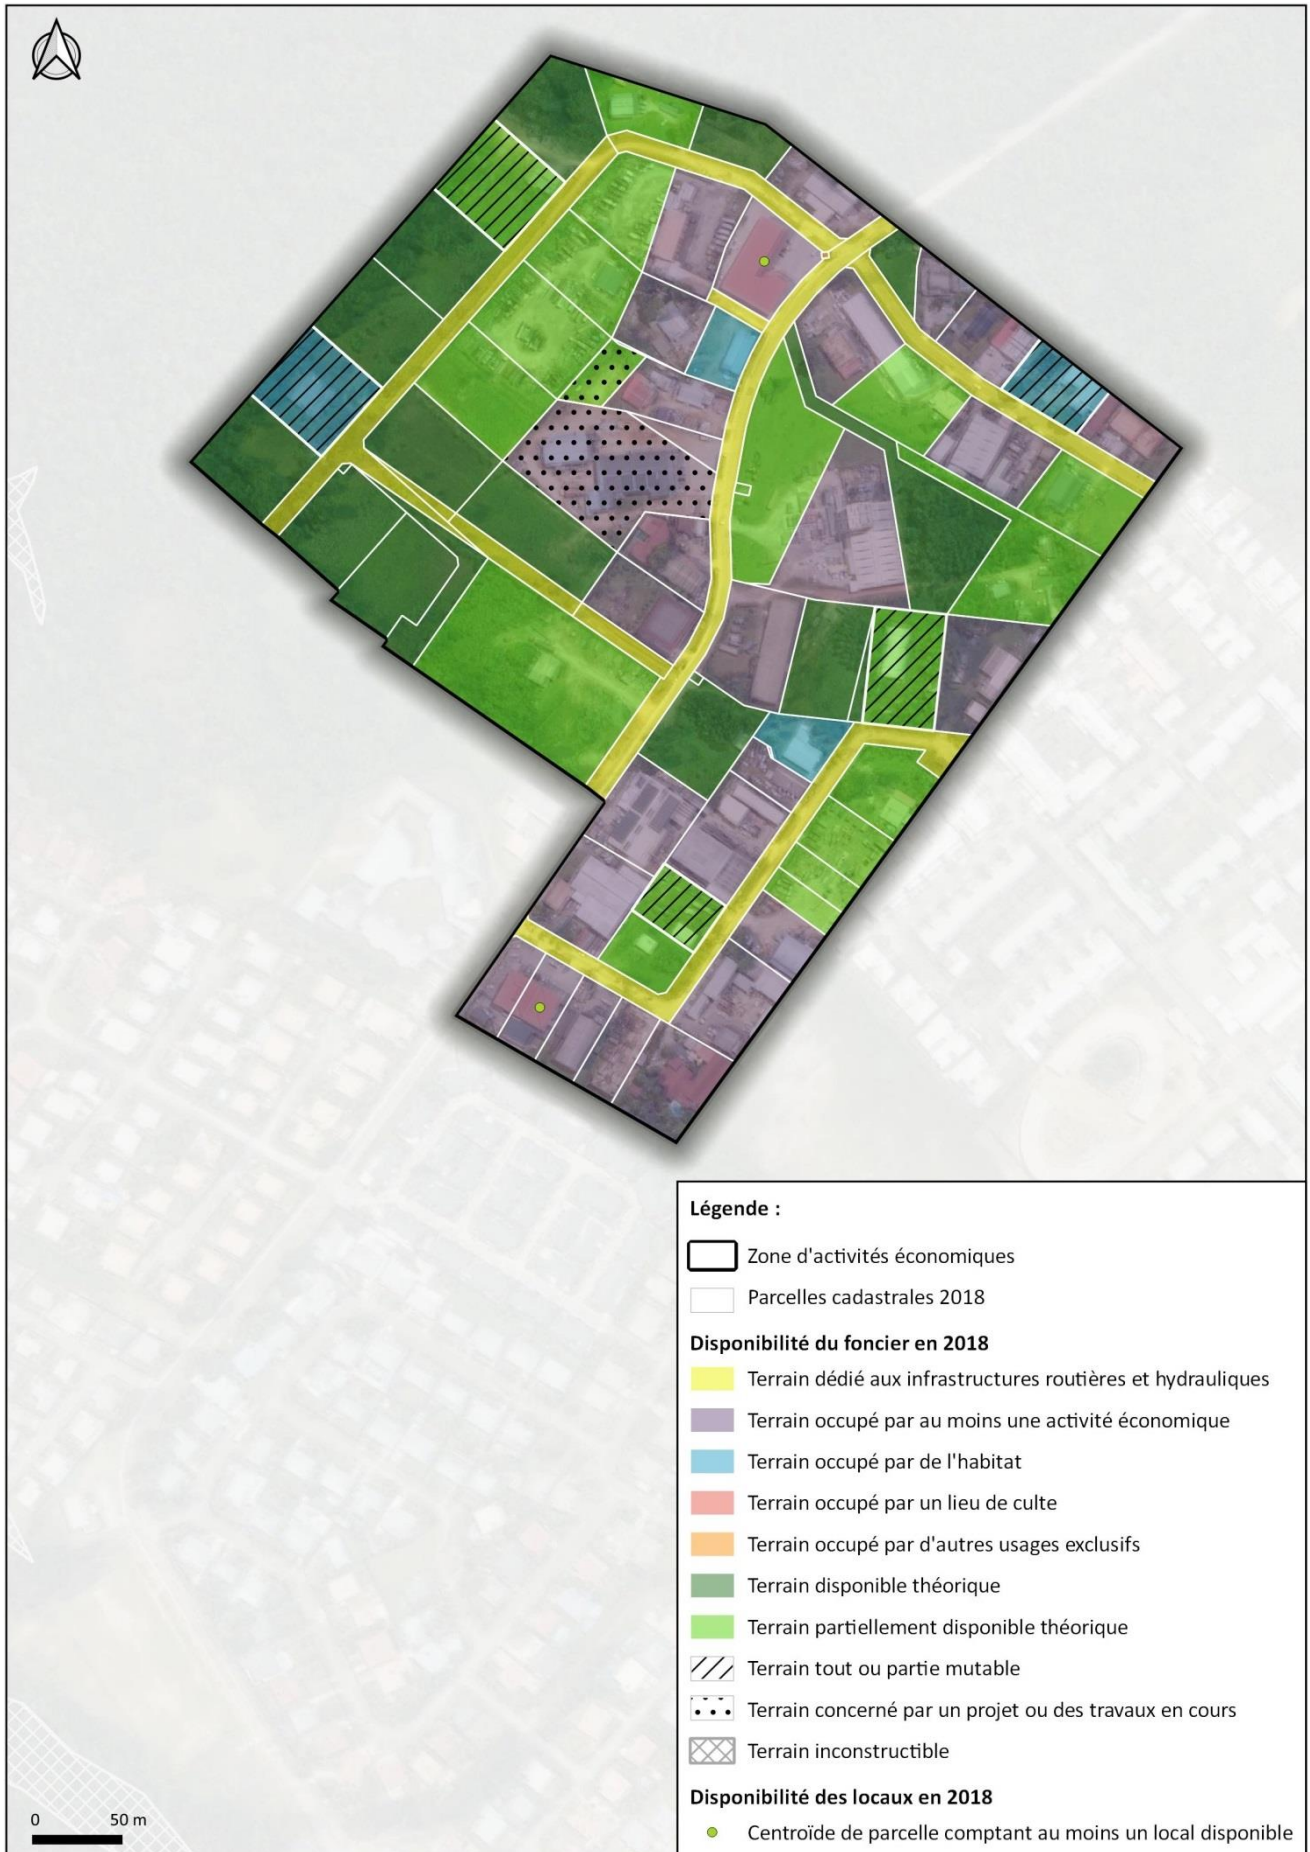 Légende :
Zone d'activités économiques
Parcelles cadastrales 2018
Disponibilité du foncier en 2018
Terrain dédié aux infrastructures routières et hydrauliques
Terrain occupé par au moins une activité économique
Terrain occupé par de l'habitat
Terrain occupé par un lieu de culte
Terrain occupé par d'autres usages exclusifs
Terrain disponible théorique
Terrain partiellement disponible théorique
Terrain tout ou partie mutable
Terrain concerné par un projet ou des travaux en cours
Terrain inconstructible
Disponibilité des locaux en 2018
Centroïde de parcelle comptant au moins un local disponible
0 50 m